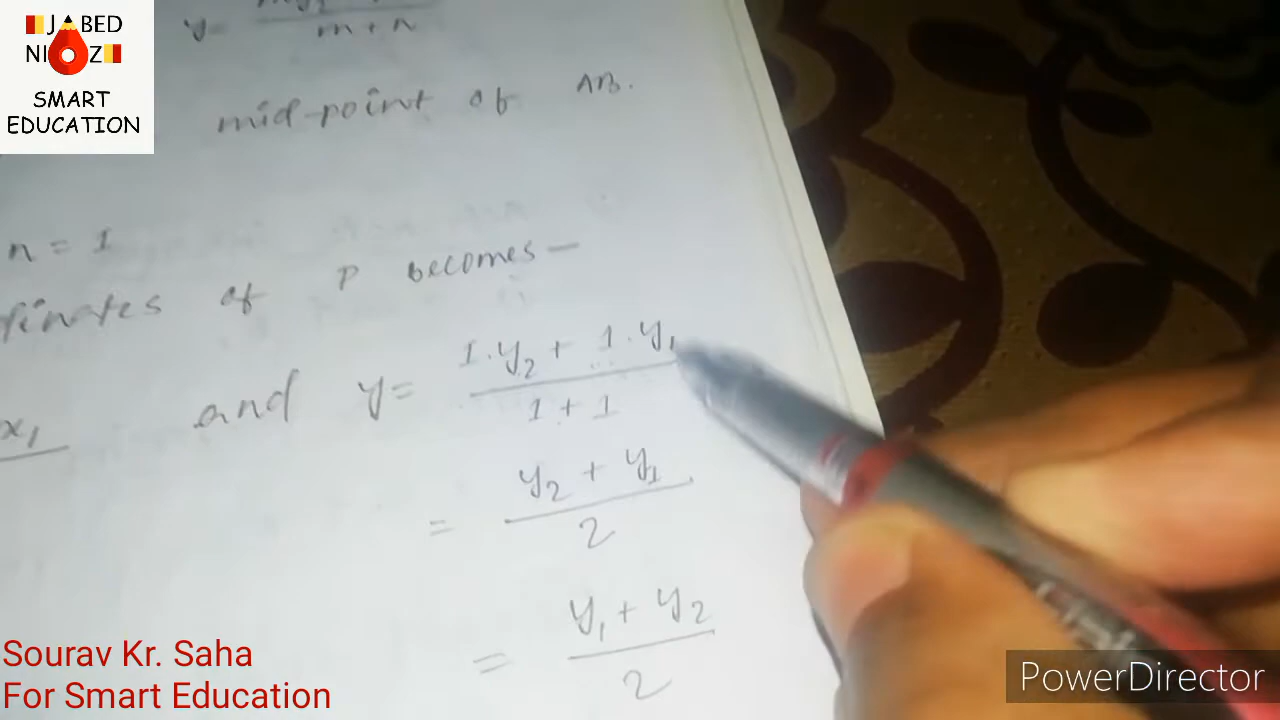 JABED
NIOZ
SMART
EDUCATION
y= m+n
mid-point of AB.
n = 1
of P becomes—
x₁ and y= 1.y₂ + 1.y₁
1 + 1
= y₂ + y₁
2
= y₁ + y₂
2
Sourav Kr. Saha
For Smart Education
PowerDirector